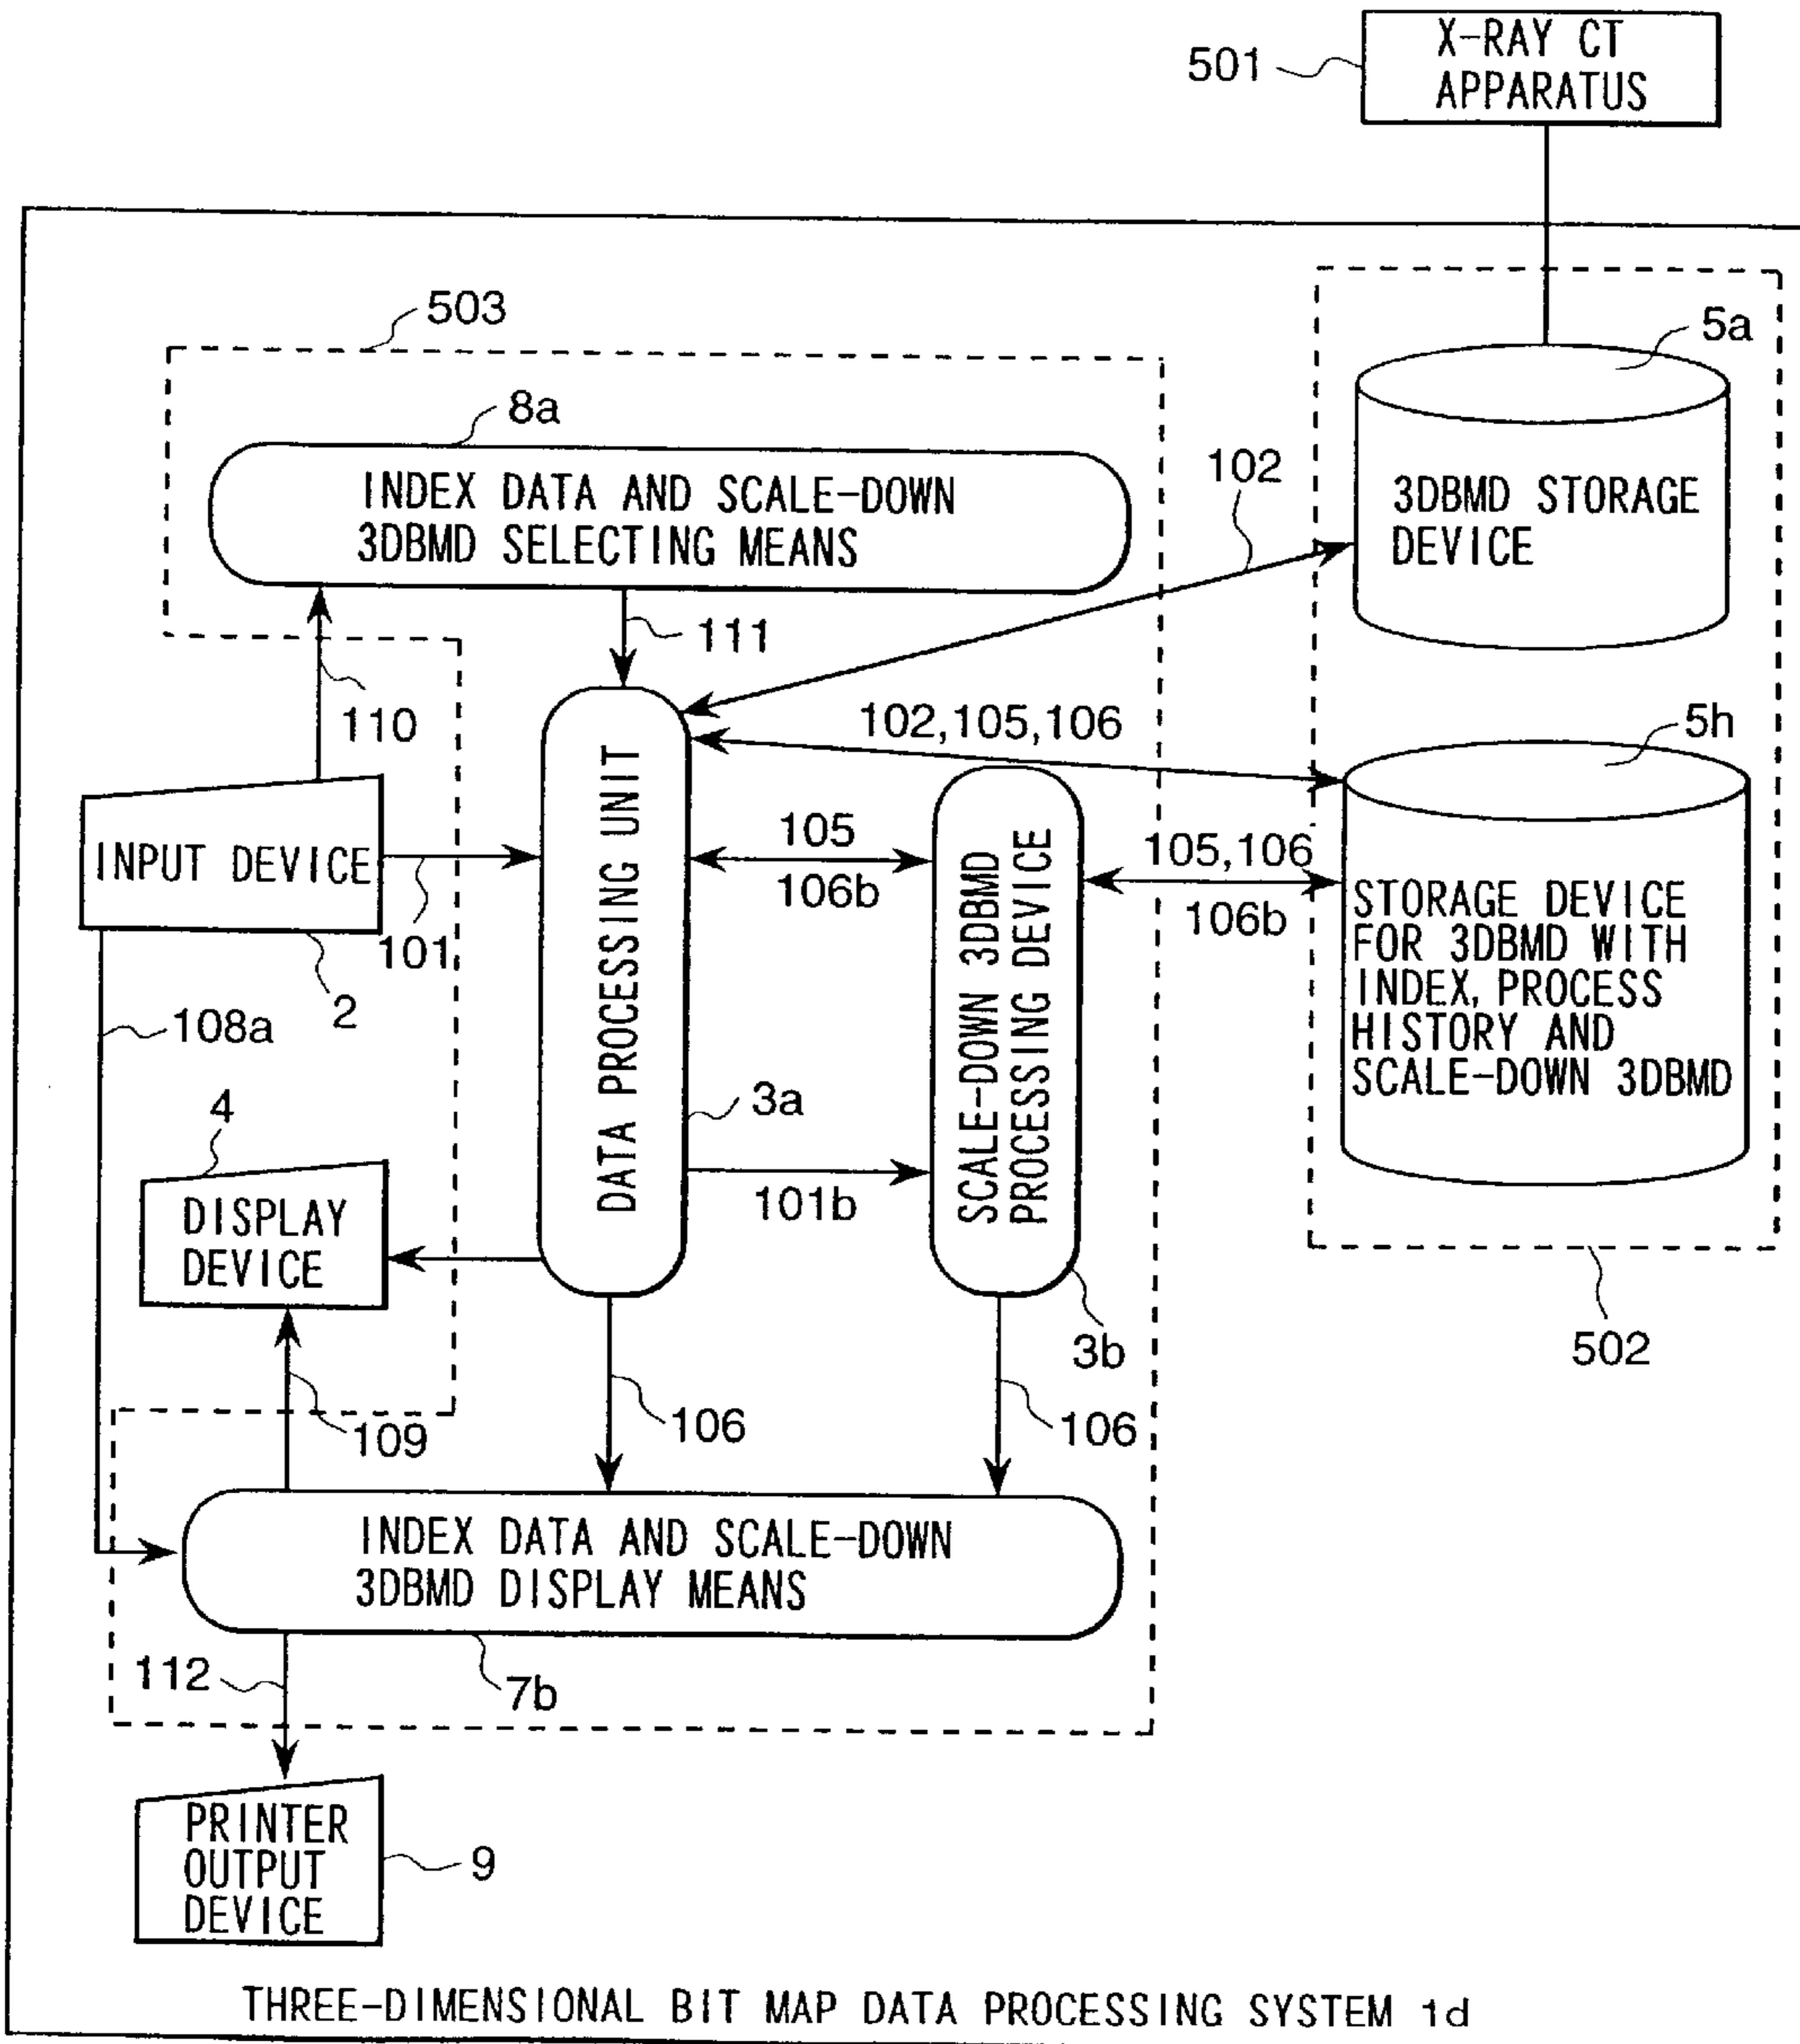 X-RAY CT
APPARATUS
501
503
5a
8a
INDEX DATA AND SCALE-DOWN
3DBMD SELECTING MEANS
102
3DBMD STORAGE
DEVICE
111
110
102,105,106
5h
INPUT DEVICE
101
2
108a
DATA PROCESSING UNIT
105
106b
SCALE-DOWN 3DBMD
PROCESSING DEVICE
105,106
106b
STORAGE DEVICE
FOR 3DBMD WITH
INDEX, PROCESS
HISTORY AND
SCALE-DOWN 3DBMD
3a
4
101b
DISPLAY
DEVICE
3b
502
109
106
106
INDEX DATA AND SCALE-DOWN
3DBMD DISPLAY MEANS
112
7b
PRINTER
OUTPUT
DEVICE
9
THREE-DIMENSIONAL BIT MAP DATA PROCESSING SYSTEM 1d